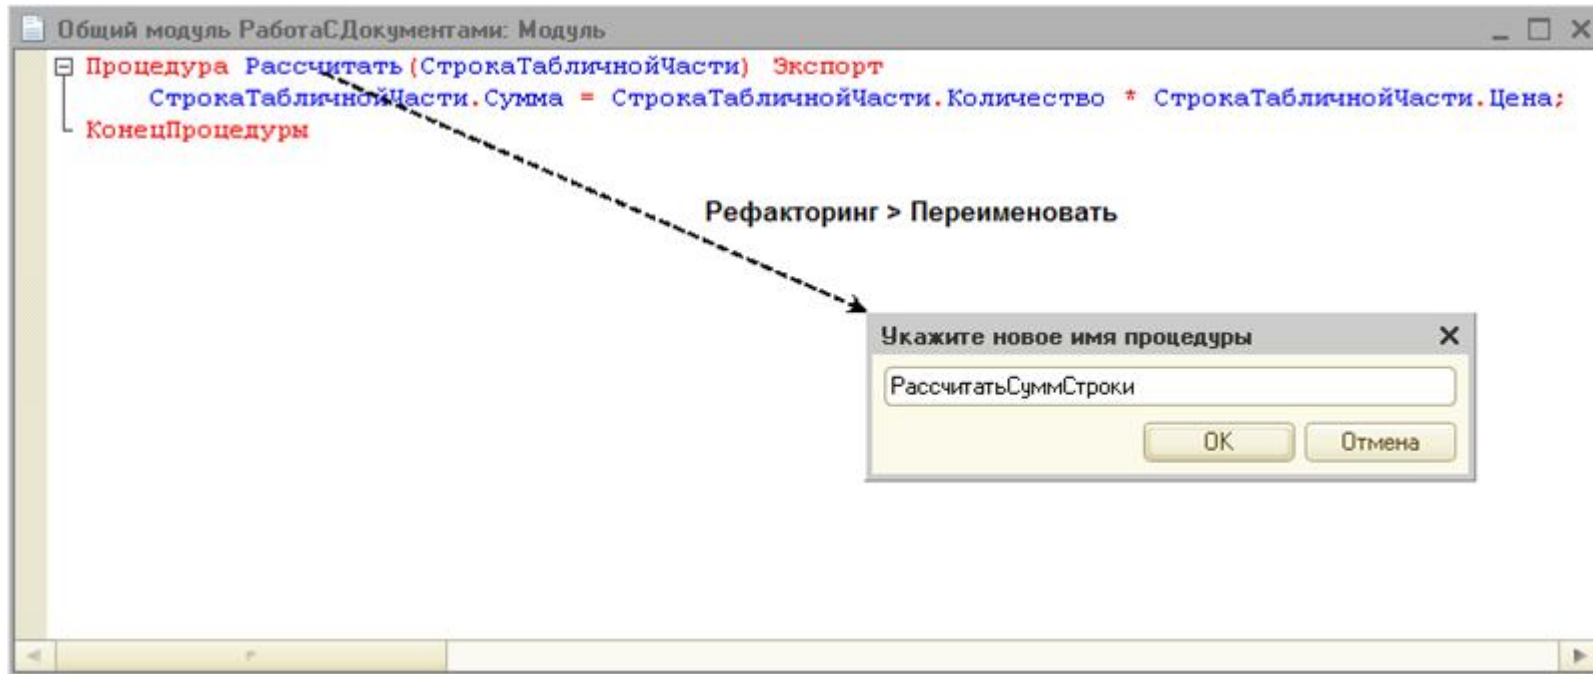 Общий модуль РаботаСДокументами: Модуль
Процедура Рассчитать(СтрокаТабличнойЧасти) Экспорт
СтрокаТабличнойЧасти.Сумма = СтрокаТабличнойЧасти.Количество * СтрокаТабличнойЧасти.Цена;
КонецПроцедуры
Рефакторинг > Переименовать
Укажите новое имя процедуры
РассчитатьСуммСтроки
ОК Отмена